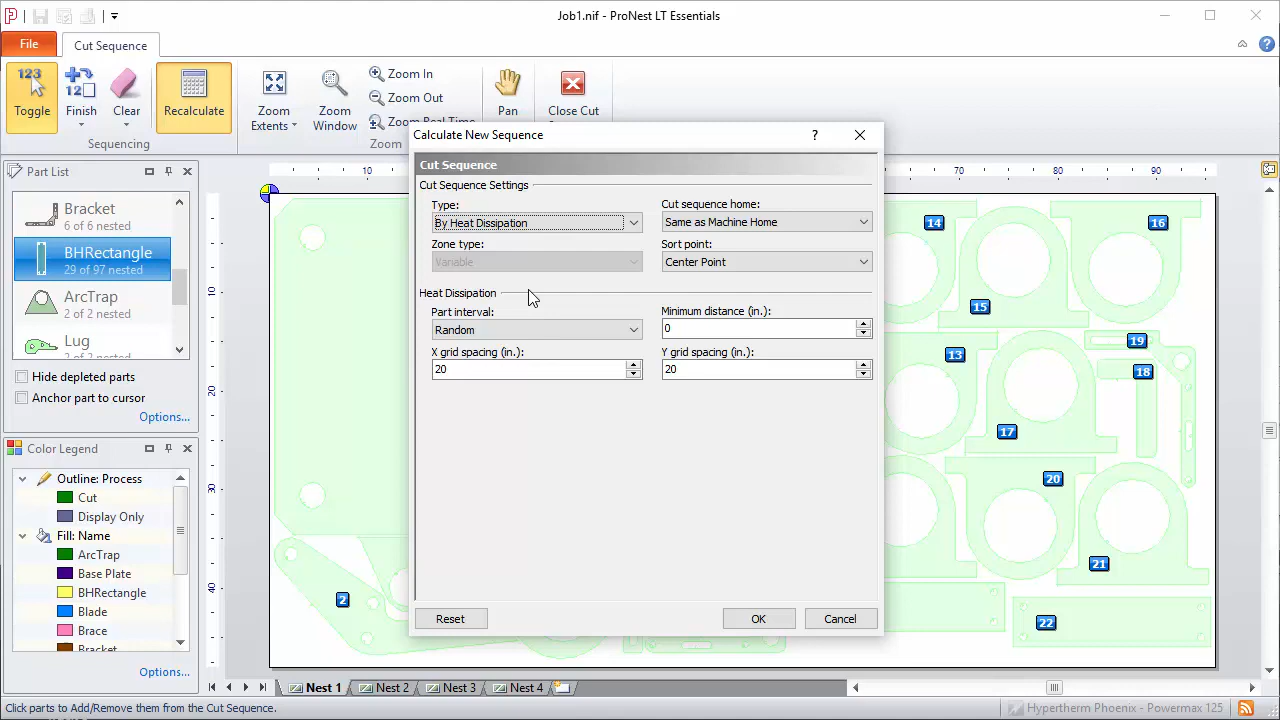 Job1.nif - ProNest LT Essentials
File
Cut Sequence
123
Toggle
12
Finish
Clear
Recalculate
Sequencing
Zoom
Extents
Zoom
Window
Zoom In
Zoom Out
Zoom Real Time
Zoom
Pan
Close Cut
Part List
Bracket
6 of 6 nested
BHRectangle
29 of 97 nested
ArcTrap
2 of 2 nested
Lug
Hide depleted parts
Anchor part to cursor
Options...
Color Legend
Outline: Process
Cut
Display Only
Fill: Name
ArcTrap
Base Plate
BHRectangle
Blade
Brace
Bracket
Options...
10
70
80
90
10
20
30
40
Calculate New Sequence
?
Cut Sequence
Cut Sequence Settings
Type:
By Heat Dissipation
Cut sequence home:
Same as Machine Home
Zone type:
Variable
Sort point:
Center Point
Heat Dissipation
Part interval:
Random
Minimum distance (in.):
0
X grid spacing (in.):
20
Y grid spacing (in.):
20
Reset
OK
Cancel
14
16
15
19
13
18
17
20
21
2
22
Nest 1
Nest 2
Nest 3
Nest 4
Click parts to Add/Remove them from the Cut Sequence.
Hypertherm Phoenix - Powermax 125